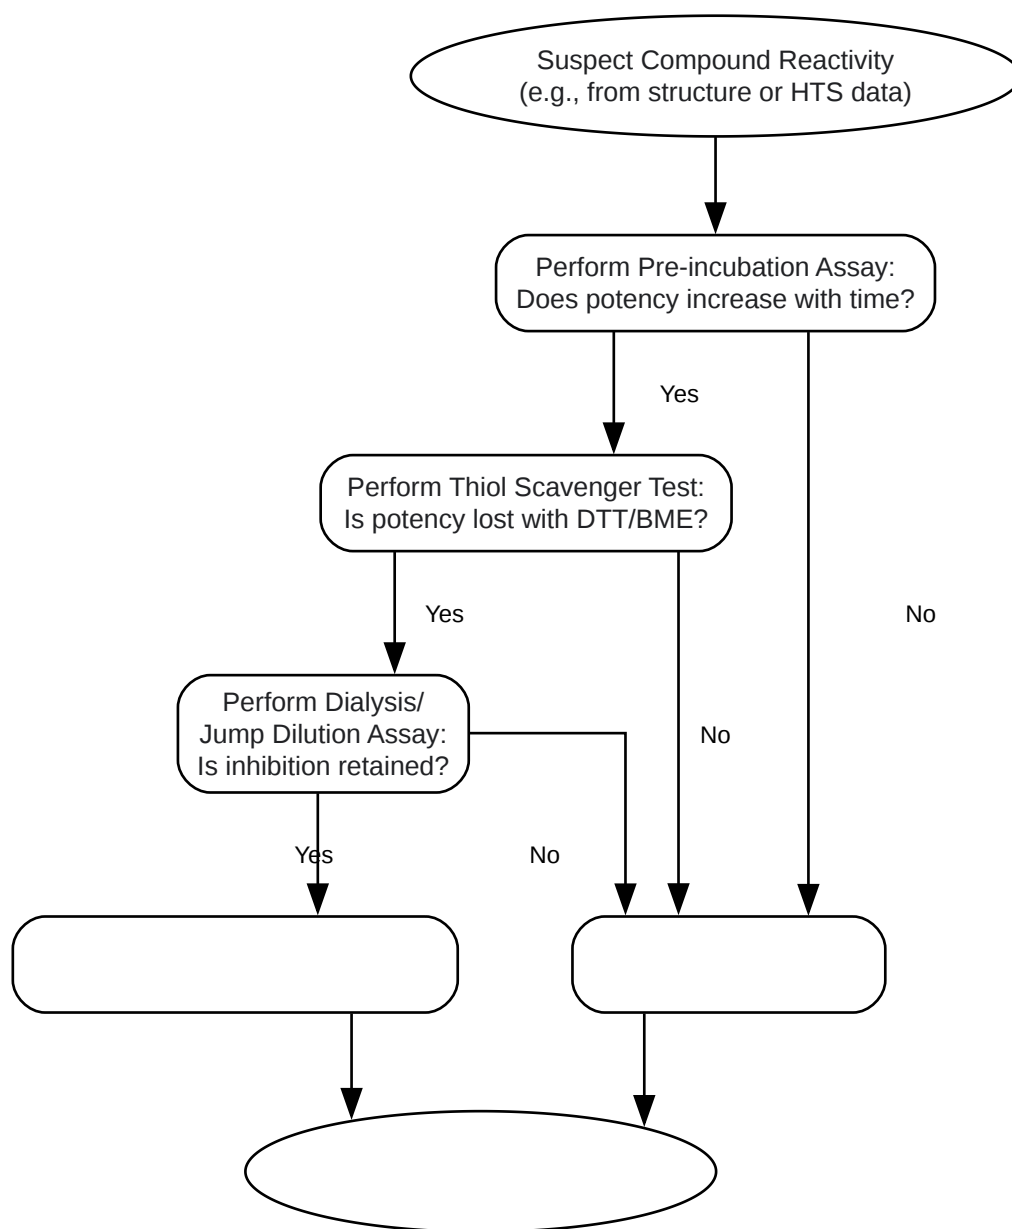 Suspect Compound Reactivity
(e.g., from structure or HTS data)
Perform Pre-incubation Assay:
Does potency increase with time?
Yes
Perform Thiol Scavenger Test:
Is potency lost with DTT/BME?
Yes
No
Perform Dialysis/
Jump Dilution Assay:
Is inhibition retained?
No
Yes
No